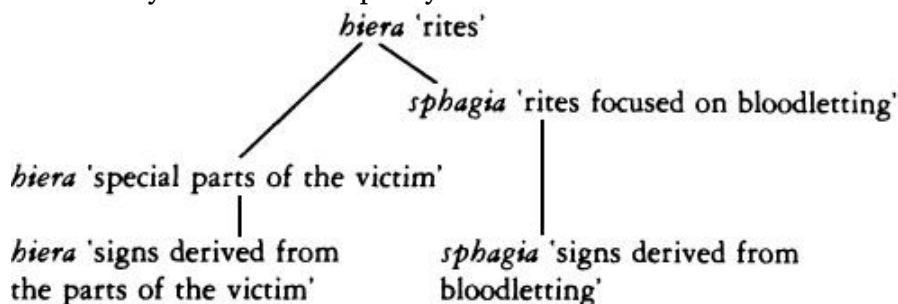 hiera 'rites'
sphagia 'rites focused on bloodletting'
hiera 'special parts of the victim'
hiera 'signs derived from
the parts of the victim'
sphagia 'signs derived from
bloodletting'